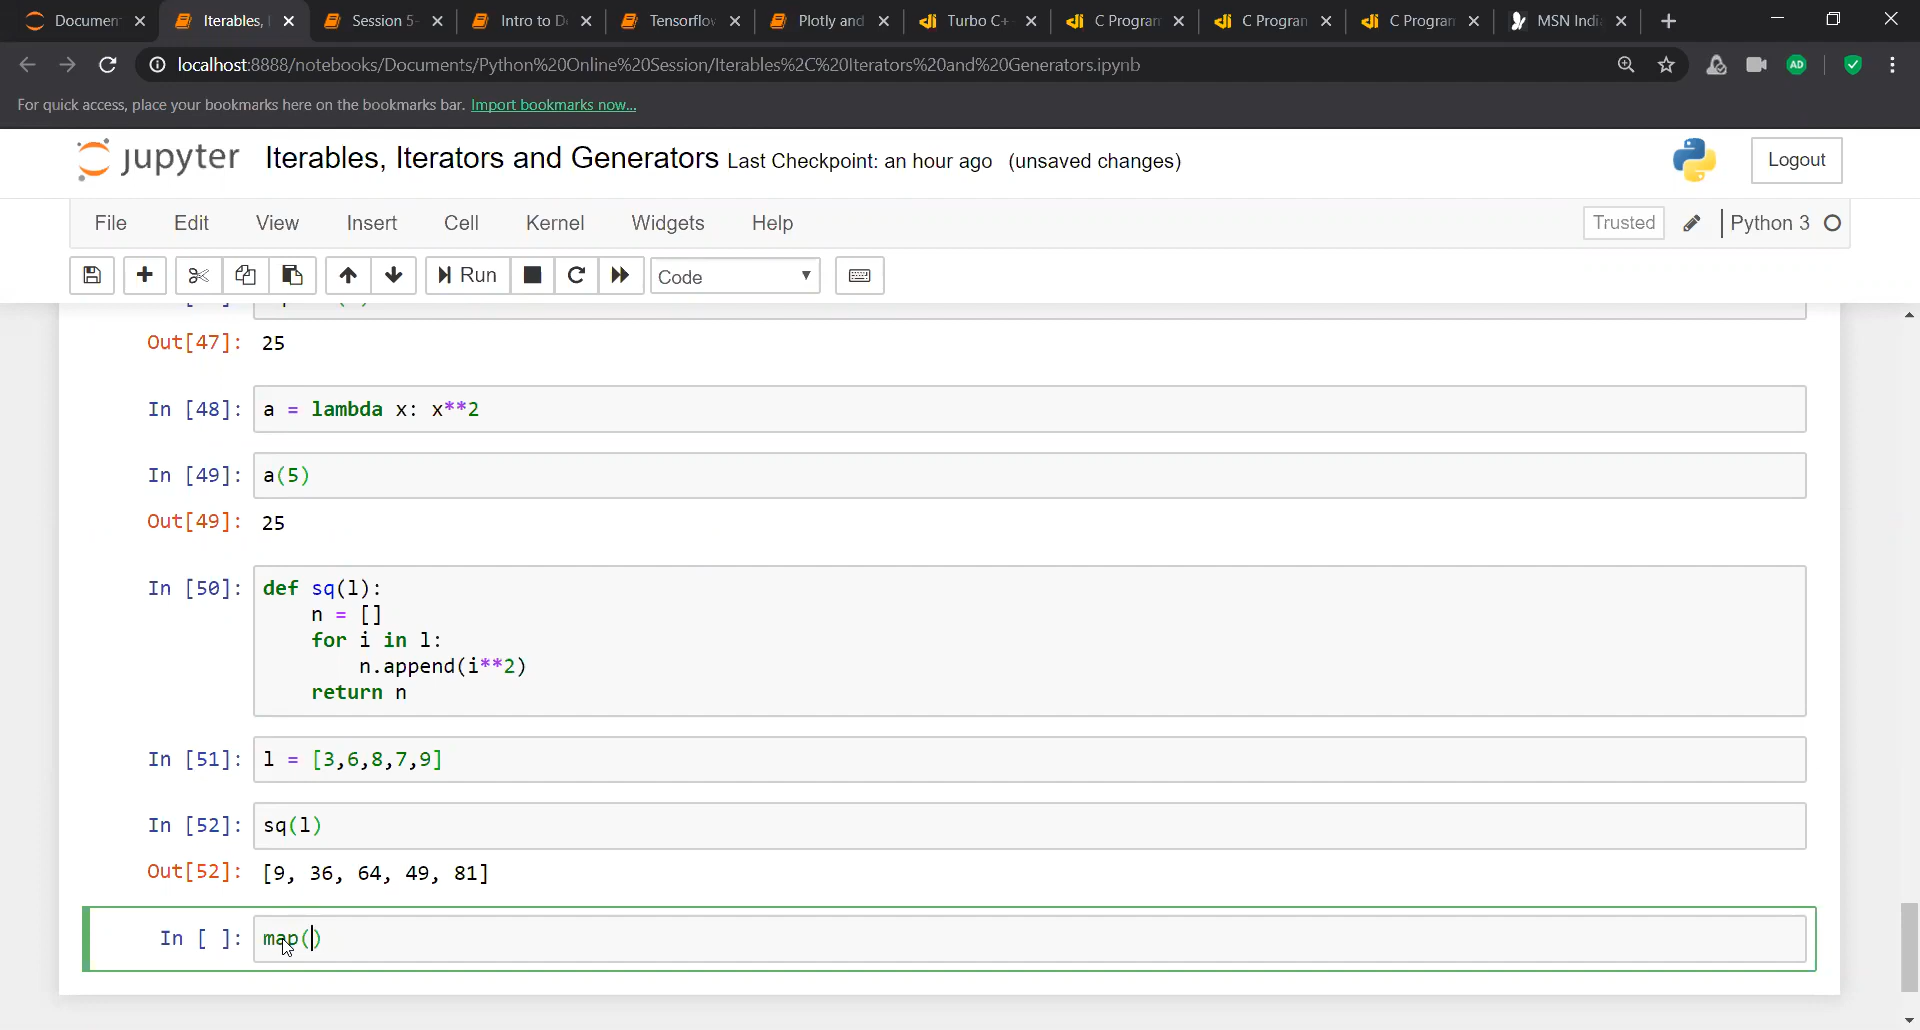 Documen
Iterables, I
Session 5-
Intro to D
Tensorflov
Plotly and
Turbo C+
C Program
C Program
C Program
MSN Indi
localhost:8888/notebooks/Documents/Python%20Online%20Session/Iterables%2C%20Iterators%20and%20Generators.ipynb
AD
For quick access, place your bookmarks here on the bookmarks bar. Import bookmarks now...
jupyter Iterables, Iterators and Generators Last Checkpoint: an hour ago (unsaved changes)
Logout
File Edit View Insert Cell Kernel Widgets Help
Trusted Python 3
Run Code
Out[47]: 25
In [48]: a = lambda x: x**2
In [49]: a(5)
Out[49]: 25
In [50]: def sq(l):
n = []
for i in l:
n.append(i**2)
return n
In [51]: l = [3,6,8,7,9]
In [52]: sq(l)
Out[52]: [9, 36, 64, 49, 81]
In [ ]: map()